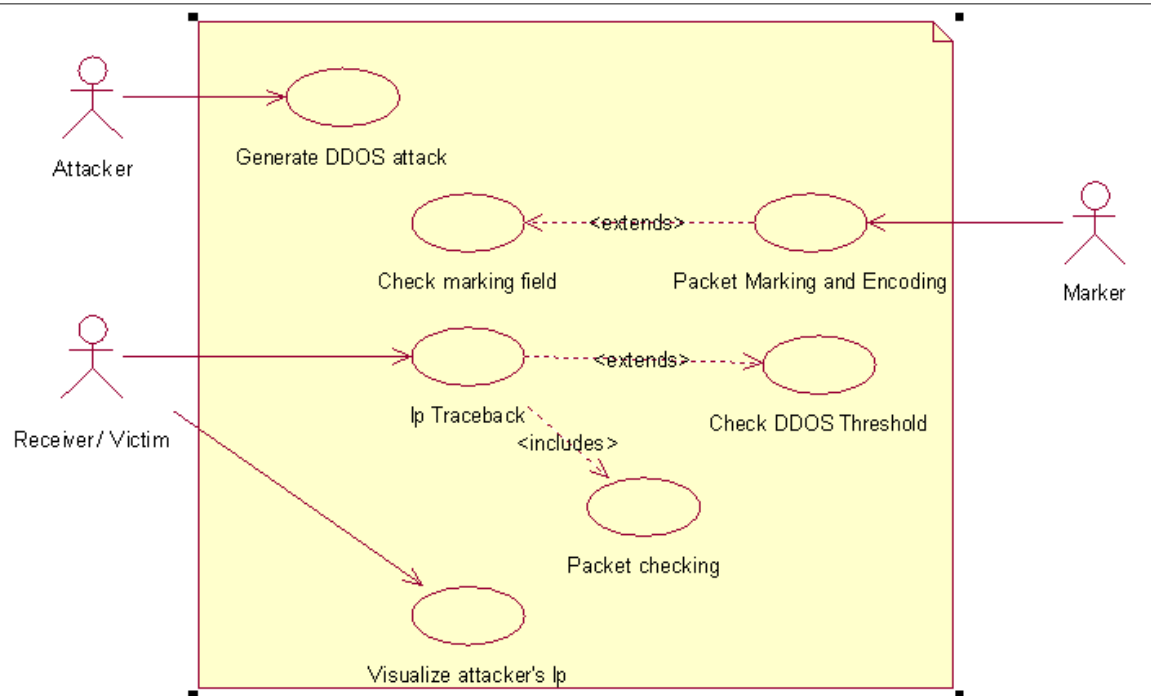 Attacker
Generate DDOS attack
<extends>
Check marking field
Packet Marking and Encoding
Marker
<extends>
Receiver/ Victim
Ip Traceback
Check DDOS Threshold
<includes>
Packet checking
Visualize attacker's Ip